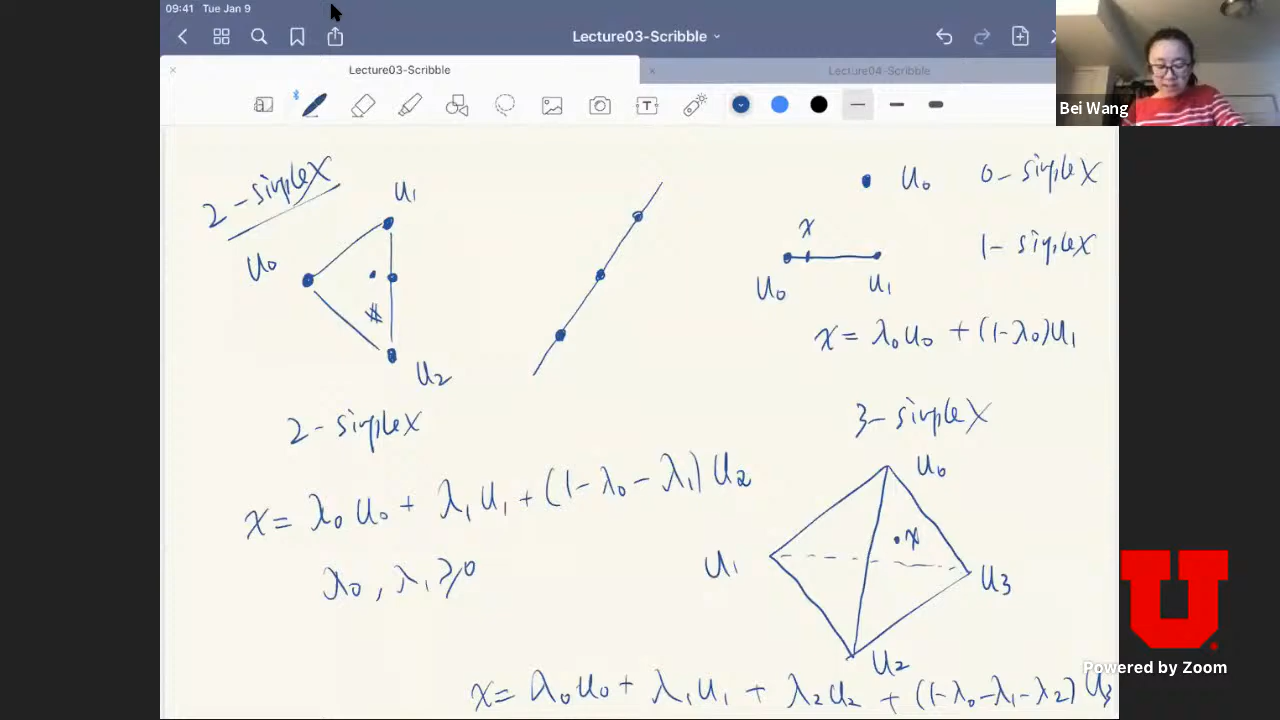 09:41 Tue Jan 9
Lecture03-Scribble
Lecture03-Scribble
Lecture04-Scribble
T
Bei Wang
2-simplex
u₁
u₀
u₂
2-simplex
x = λ₀u₀ + λ₁u₁ + (1-λ₀-λ₁)u₂
λ₀, λ₁ ≥ 0
u₀ 0-simplex
x
1-simplex
u₀ u₁
x = λ₀u₀ + (1-λ₀)u₁
3-simplex
u₀
x
u₁
u₃
u₂
x = λ₀u₀ + λ₁u₁ + λ₂u₂ + (1-λ₀-λ₁-λ₂)u₃
U
Powered by Zoom